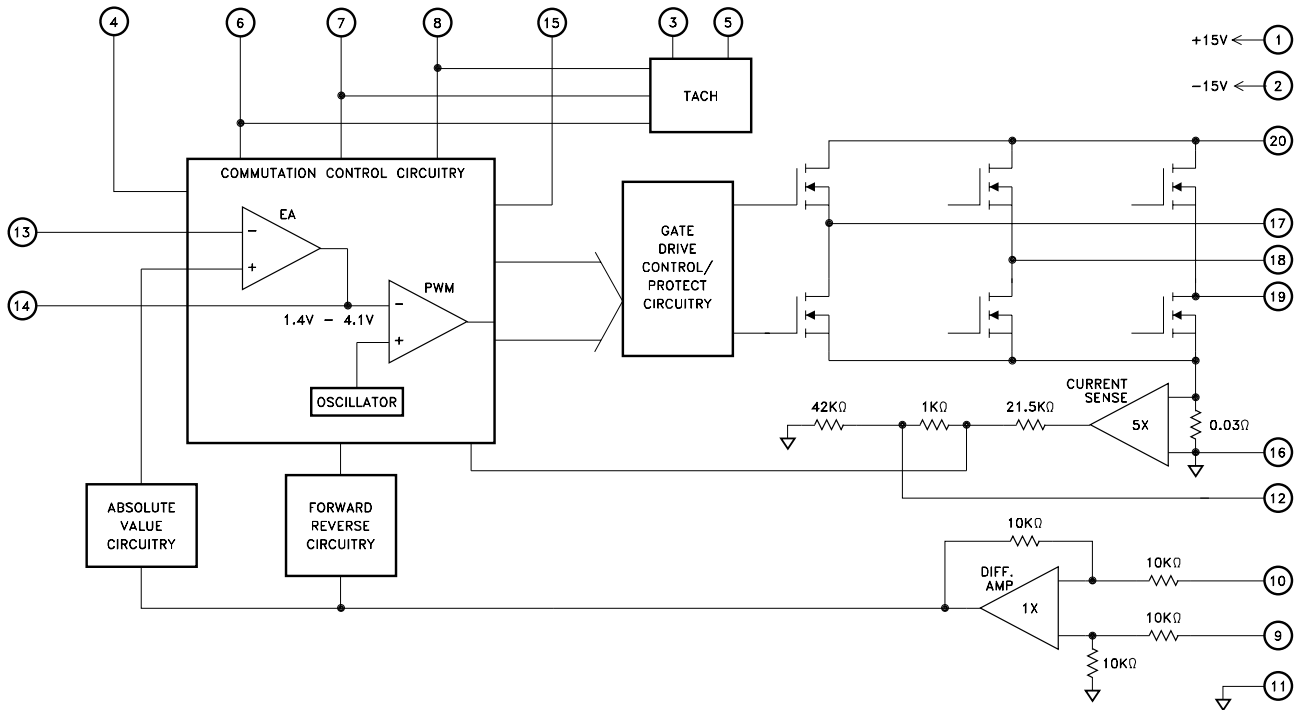 4
6
7
8
15
3
5
+15V
1
TACH
-15V
2
20
COMMUTATION CONTROL CIRCUITRY
EA
-
+
13
14
1.4V - 4.1V
PWM
-
+
OSCILLATOR
GATE
DRIVE
CONTROL/
PROTECT
CIRCUITRY
17
18
19
CURRENT
SENSE
5X
42KΩ
1KΩ
21.5KΩ
0.03Ω
16
12
ABSOLUTE
VALUE
CIRCUITRY
FORWARD
REVERSE
CIRCUITRY
10KΩ
DIFF.
AMP
1X
10KΩ
10
10KΩ
9
10KΩ
11